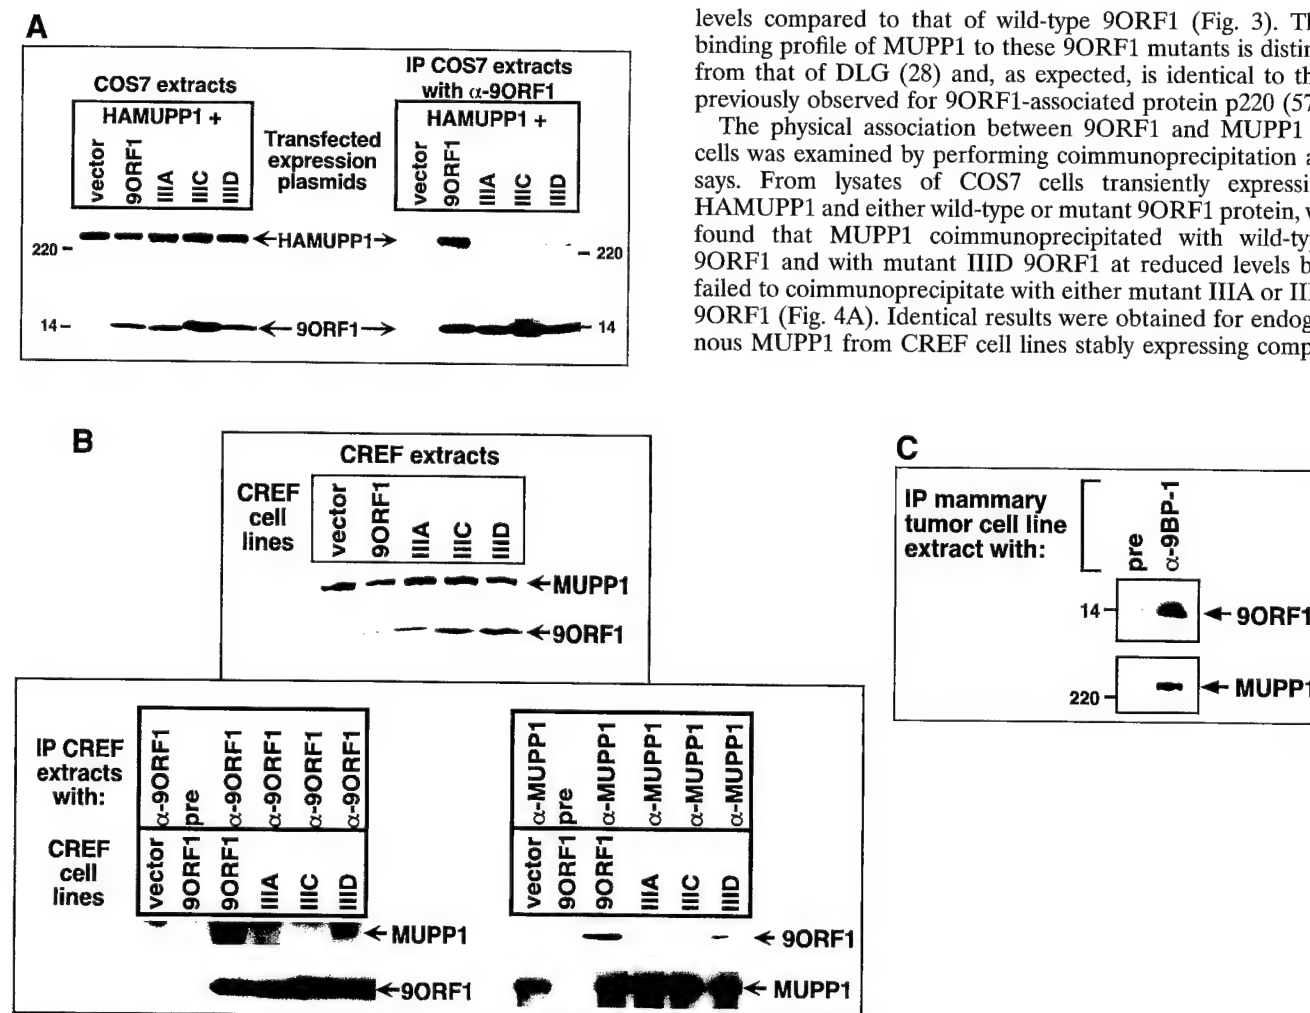 A
COS7 extracts
HAMUPP1 +
vector
9ORF1
IIIA
IIIC
IIID
Transfected
expression
plasmids
IP COS7 extracts
with α-9ORF1
HAMUPP1 +
vector
9ORF1
IIIA
IIIC
IIID
220
←HAMUPP1→
220
14
←9ORF1→
14
levels compared to that of wild-type 9ORF1 (Fig. 3).
binding profile of MUPP1 to these 9ORF1 mutants is
from that of DLG (28) and, as expected, is identical to
previously observed for 9ORF1-associated protein p220 (57
The physical association between 9ORF1 and MUPP1
cells was examined by performing coimmunoprecipitation
says. From lysates of COS7 cells transiently
HAMUPP1 and either wild-type or mutant 9ORF1 protein,
found that MUPP1 coimmunoprecipitated with
9ORF1 and with mutant IIID 9ORF1 at reduced levels
failed to coimmunoprecipitate with either mutant IIIA or
9ORF1 (Fig. 4A). Identical results were obtained for
nous MUPP1 from CREF cell lines stably expressing
B
CREF extracts
CREF
cell
lines
vector
9ORF1
IIIA
IIIC
IIID
←MUPP1
←9ORF1
IP CREF
extracts
with:
α-9ORF1
pre
α-9ORF1
α-9ORF1
α-9ORF1
α-9ORF1
CREF
cell
lines
vector
9ORF1
9ORF1
IIIA
IIIC
IIID
←MUPP1
←9ORF1
α-MUPP1
pre
α-MUPP1
α-MUPP1
α-MUPP1
α-MUPP1
vector
9ORF1
9ORF1
IIIA
IIIC
IIID
←9ORF1
←MUPP1
C
IP mammary
tumor cell line
extract with:
pre
α-9BP-1
14
←9ORF1
220
←MUPP1